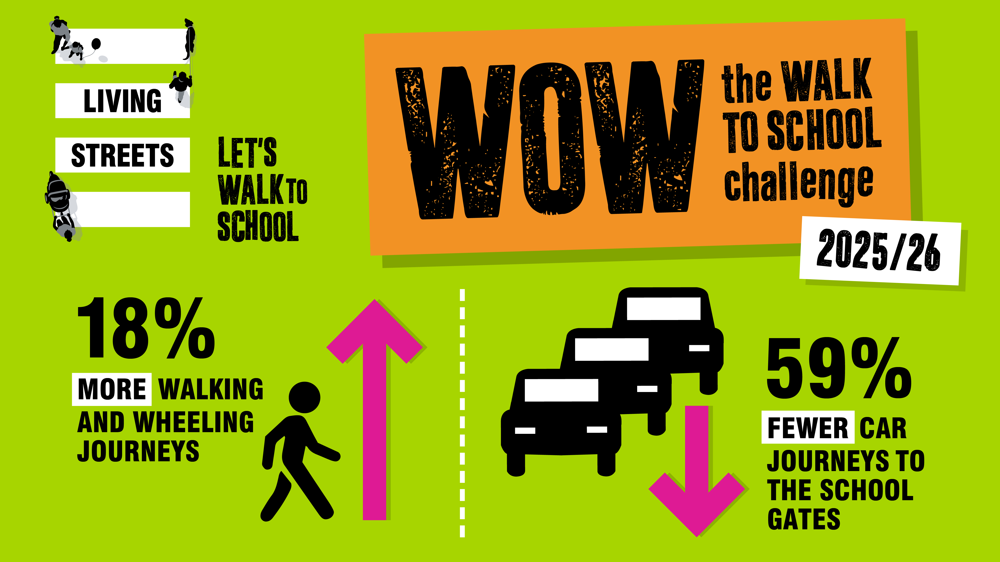 LIVING
STREETS
LET'S
WALK TO
SCHOOL
WOW
the WALK
TO SCHOOL
challenge
2025/26
18%
MORE WALKING
AND WHEELING
JOURNEYS
59%
FEWER CAR
JOURNEYS TO
THE SCHOOL
GATES